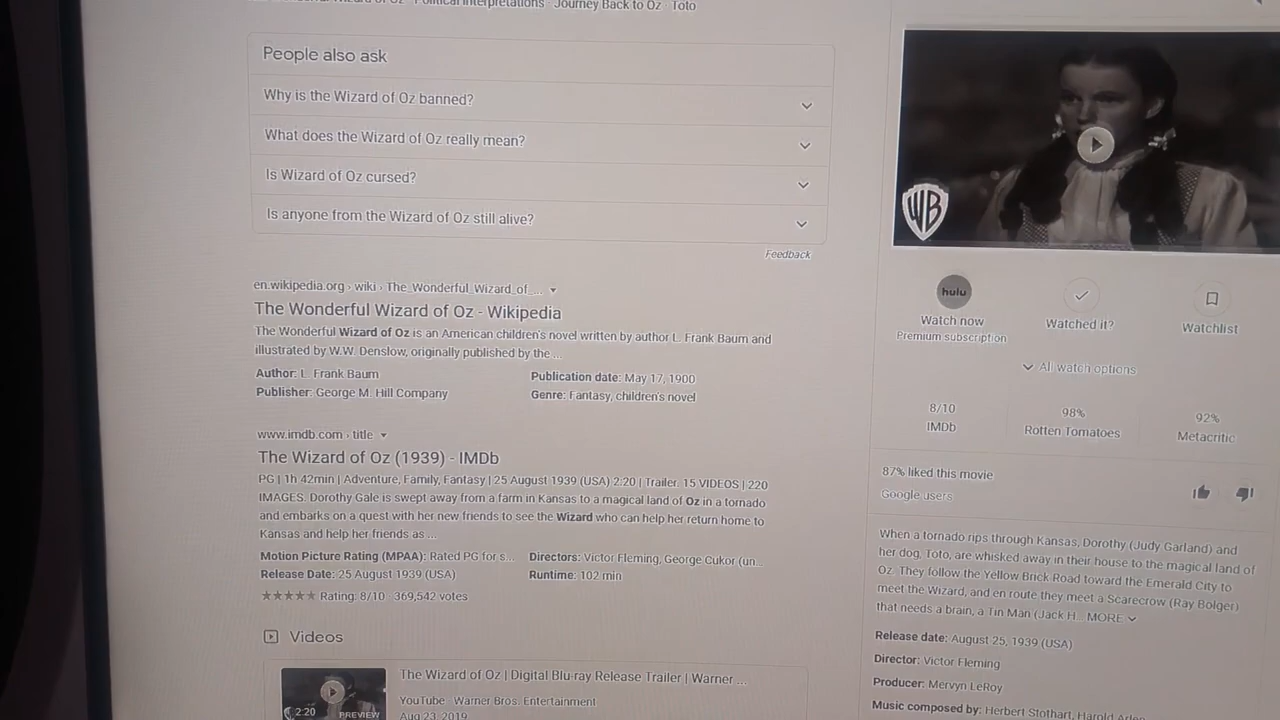 Political Interpretations · Journey Back to Oz · Toto
People also ask
Why is the Wizard of Oz banned?
What does the Wizard of Oz really mean?
Is Wizard of Oz cursed?
Is anyone from the Wizard of Oz still alive?
Feedback
en.wikipedia.org › wiki › The_Wonderful_Wizard_of_...
The Wonderful Wizard of Oz - Wikipedia
The Wonderful Wizard of Oz is an American children's novel written by author L. Frank Baum and
illustrated by W.W. Denslow, originally published by the ...
Author: L. Frank Baum
Publication date: May 17, 1900
Publisher: George M. Hill Company
Genre: Fantasy, children's novel
www.imdb.com › title
The Wizard of Oz (1939) - IMDb
PG | 1h 42min | Adventure, Family, Fantasy | 25 August 1939 (USA) 2:20 | Trailer. 15 VIDEOS | 220
IMAGES. Dorothy Gale is swept away from a farm in Kansas to a magical land of Oz in a tornado
and embarks on a quest with her new friends to see the Wizard who can help her return home to
Kansas and help her friends as ...
Motion Picture Rating (MPAA): Rated PG for s...
Directors: Victor Fleming, George Cukor (un...
Release Date: 25 August 1939 (USA)
Runtime: 102 min
Rating: 8/10 · 369,542 votes
Videos
The Wizard of Oz | Digital Blu-ray Release Trailer | Warner ...
YouTube · Warner Bros. Entertainment
Aug 23, 2019
2:20
PREVIEW
WB
hulu
Watch now
Premium subscription
Watched it?
Watchlist
All watch options
8/10
IMDb
98%
Rotten Tomatoes
92%
Metacritic
87% liked this movie
Google users
When a tornado rips through Kansas, Dorothy (Judy Garland) and
her dog, Toto, are whisked away in their house to the magical land of
Oz. They follow the Yellow Brick Road toward the Emerald City to
meet the Wizard, and en route they meet a Scarecrow (Ray Bolger)
that needs a brain, a Tin Man (Jack H... MORE
Release date: August 25, 1939 (USA)
Director: Victor Fleming
Producer: Mervyn LeRoy
Music composed by: Herbert Stothart, Harold Arlen